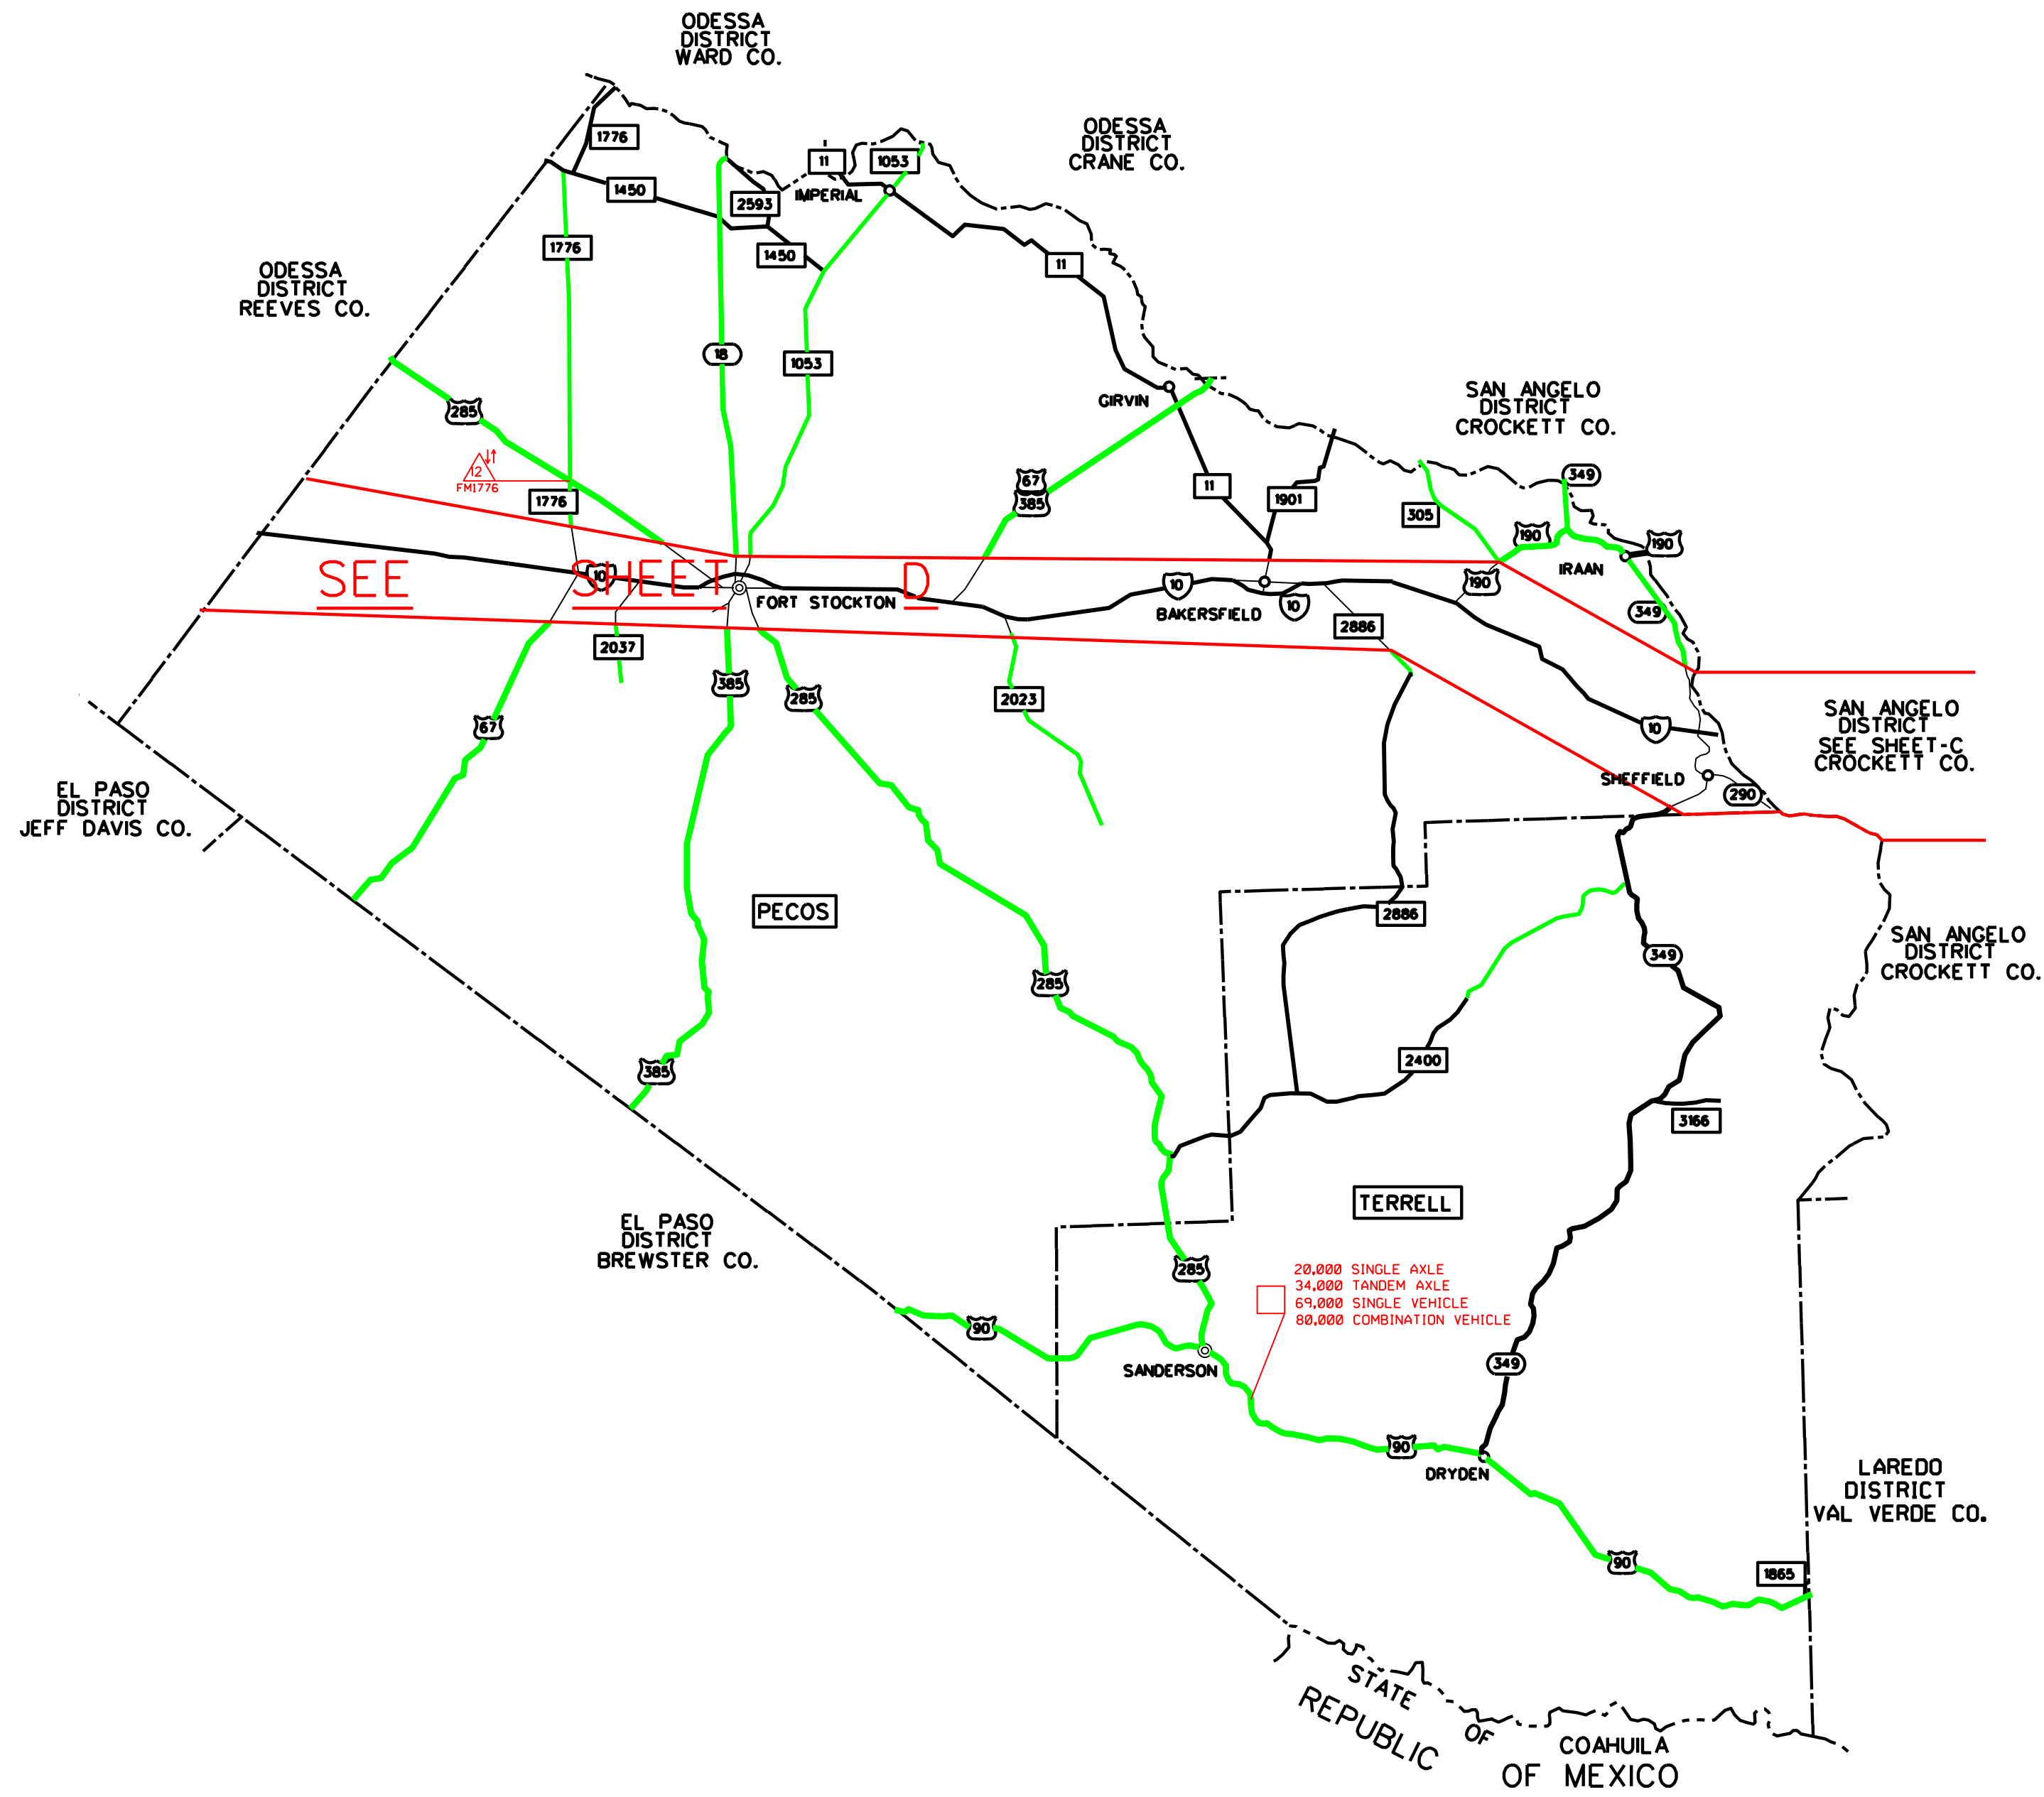 ODESSA
DISTRICT
WARD CO.
ODESSA
DISTRICT
CRANE CO.
1776
11
1053
1450
2593
IMPERIAL
1776
1450
11
ODESSA
DISTRICT
REEVES CO.
18
1053
285
GIRVIN
SAN ANGELO
DISTRICT
CROCKETT CO.
12
FM1776
67
385
349
1776
11
1901
305
190
190
SEE SHEET D
10
FORT STOCKTON
10
BAKERSFIELD
10
190
IRAAN
349
2886
2037
385
285
2023
67
10
SAN ANGELO
DISTRICT
SEE SHEET-C
CROCKETT CO.
SHEFFIELD
290
EL PASO
DISTRICT
JEFF DAVIS CO.
PECOS
2886
349
SAN ANGELO
DISTRICT
CROCKETT CO.
285
385
2400
3166
TERRELL
EL PASO
DISTRICT
BREWSTER CO.
285
20,000 SINGLE AXLE
34,000 TANDEM AXLE
69,000 SINGLE VEHICLE
80,000 COMBINATION VEHICLE
90
SANDERSON
349
90
DRYDEN
LAREDO
DISTRICT
VAL VERDE CO.
90
1865
STATE OF COAHUILA
REPUBLIC OF MEXICO